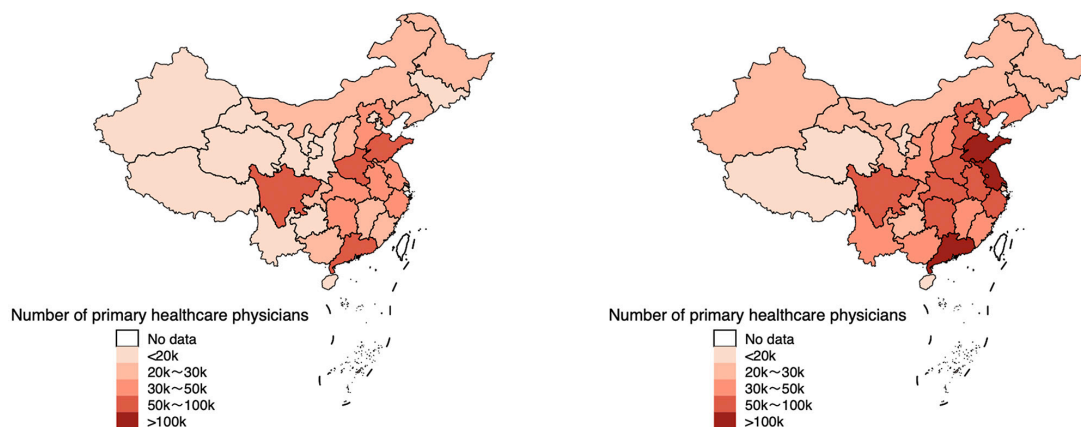 Number of primary healthcare physicians
No data
<20k
20k～30k
30k～50k
50k～100k
>100k
Number of primary healthcare physicians
No data
<20k
20k～30k
30k～50k
50k～100k
>100k